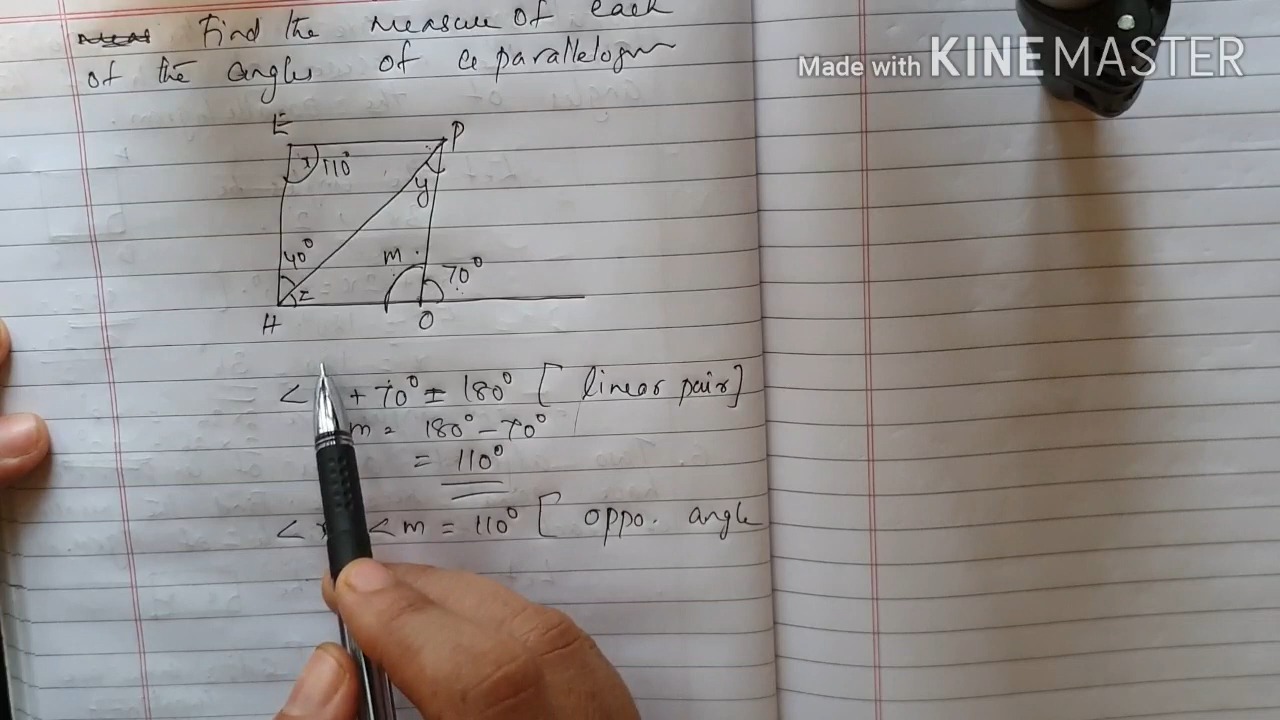 Find the measure of each
of the angles of a parallelogram
Made with KINEMASTER
E
P
x 110°
y
40°
m
70°
z
H
O
< + 70° = 180° [ linear pair]
m = 180° - 70°
= 110°
< < m = 110° [ oppo. angle